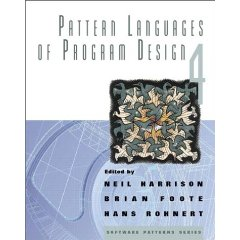 PATTERN LANGUAGES
OF PROGRAM DESIGN
4
Edited by
NEIL HARRISON
BRIAN FOOTE
HANS ROHNERT
SOFTWARE PATTERNS SERIES